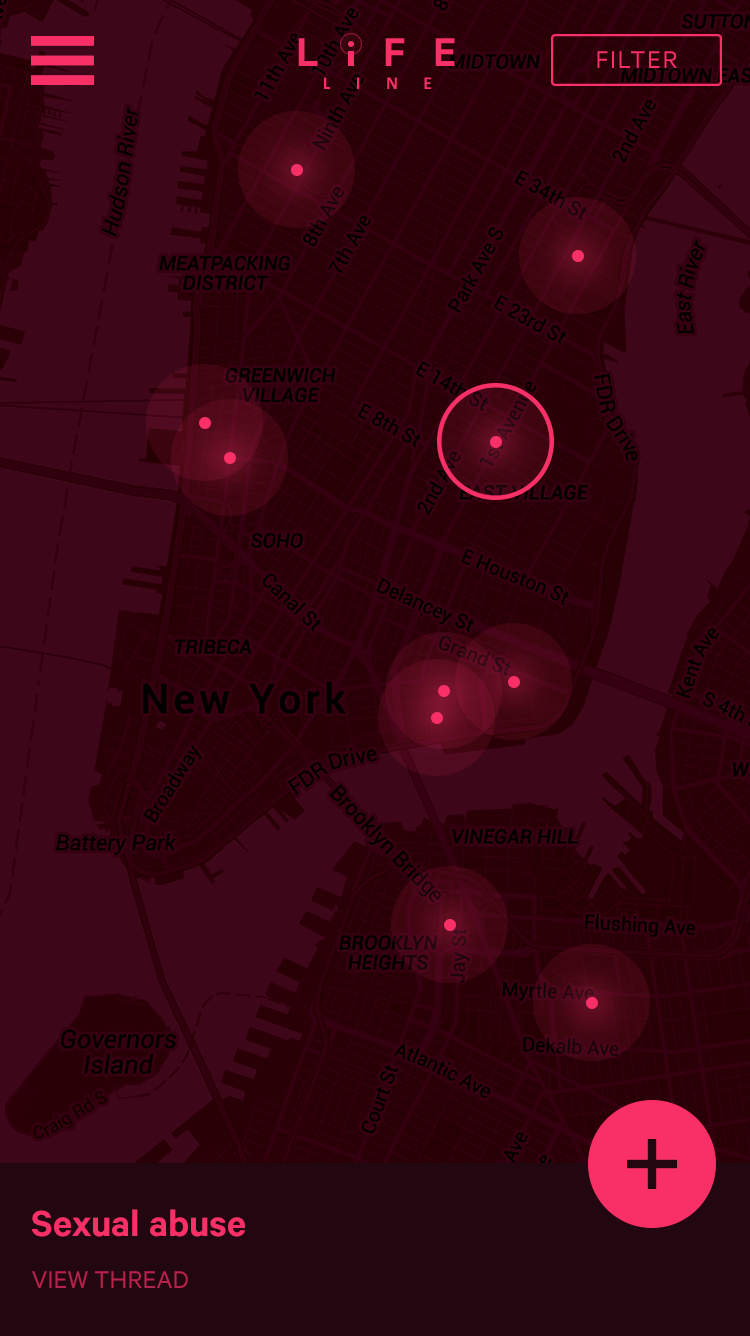 8
SUTTO
LiFE
LINE
FILTER
11th Ave
10th Ave
MIDTOWN
MIDTOWN EAS
Ninth Ave
2nd Ave
Hudson River
E 34th St
8th Ave
7th Ave
Park Ave S
MEATPACKING
DISTRICT
East River
E 23rd St
GREENWICH
VILLAGE
E 14th St
1st Avenue
FDR Drive
E 8th St
2nd Ave
EAST VILLAGE
SOHO
E Houston St
Canal St
Delancey St
TRIBECA
Grand St
Kent Ave
New York
S 4th
Broadway
FDR Drive
W
Brooklyn Bridge
Battery Park
VINEGAR HILL
Flushing Ave
BROOKLYN
HEIGHTS
Jay St
Myrtle Ave
Governors
Island
Dekalb Ave
Atlantic Ave
Craig Rd S
Court St
Ave
Sexual abuse
VIEW THREAD